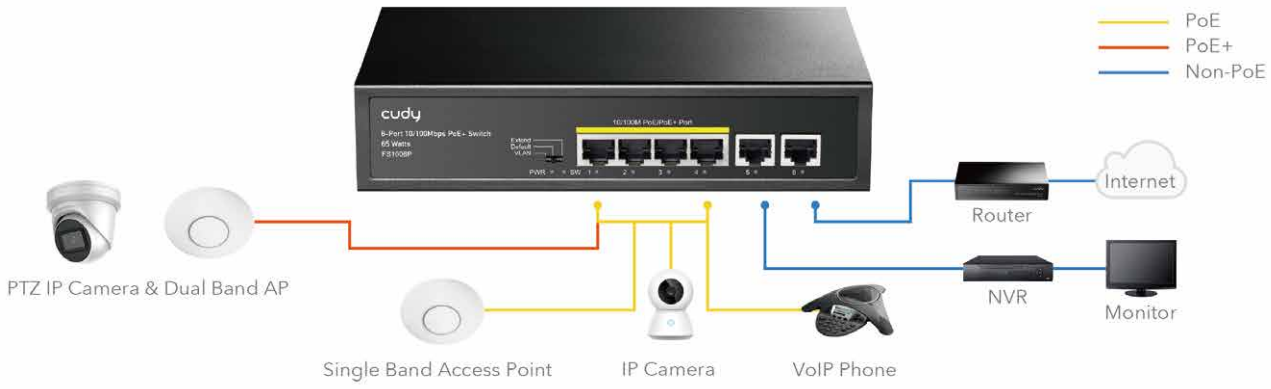 PoE
PoE+
Non-PoE
cudy
6-Port 10/100Mbps PoE+ Switch
65 Watts
FS1006P
10/100M PoE/PoE+ Port
Extend
Default
VLAN
PWR SW 1 2 3 4 5 6
Internet
Router
PTZ IP Camera & Dual Band AP
NVR
Monitor
Single Band Access Point
IP Camera
VoIP Phone